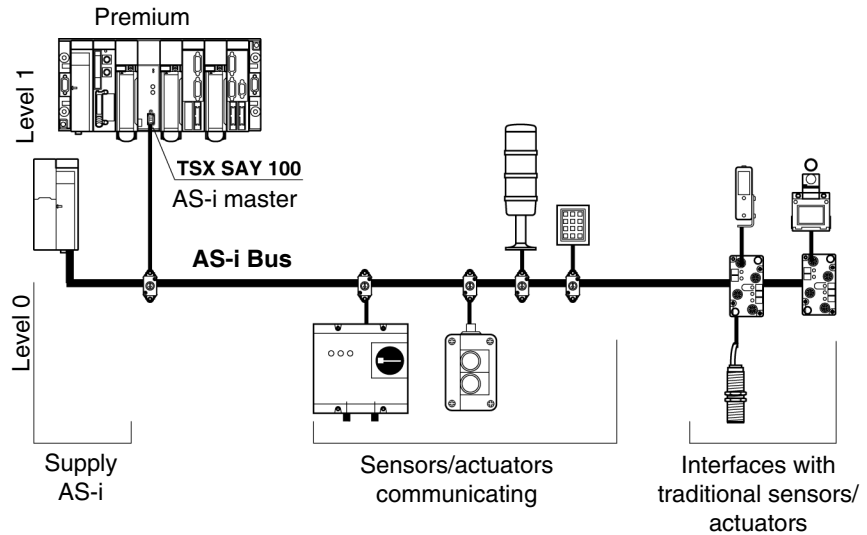 Premium
Level 1
TSX SAY 100
AS-i master
AS-i Bus
Level 0
Supply
AS-i
Sensors/actuators
communicating
Interfaces with
traditional sensors/
actuators